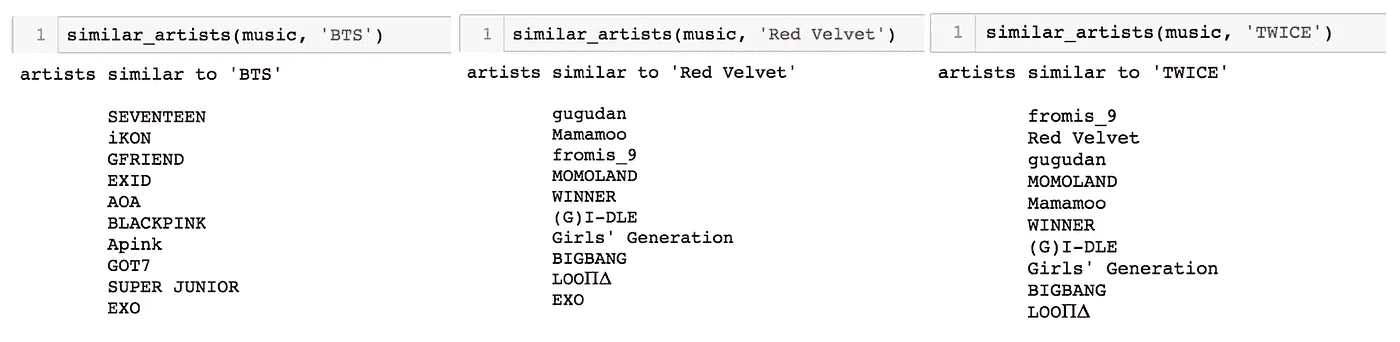 1 similar_artists(music, 'BTS')
artists similar to 'BTS'
SEVENTEEN
iKON
GFRIEND
EXID
AOA
BLACKPINK
Apink
GOT7
SUPER JUNIOR
EXO
1 similar_artists(music, 'Red Velvet')
artists similar to 'Red Velvet'
gugudan
Mamamoo
fromis_9
MOMOLAND
WINNER
(G)I-DLE
Girls' Generation
BIGBANG
LOOΠΔ
EXO
1 similar_artists(music, 'TWICE')
artists similar to 'TWICE'
fromis_9
Red Velvet
gugudan
MOMOLAND
Mamamoo
WINNER
(G)I-DLE
Girls' Generation
BIGBANG
LOOΠΔ